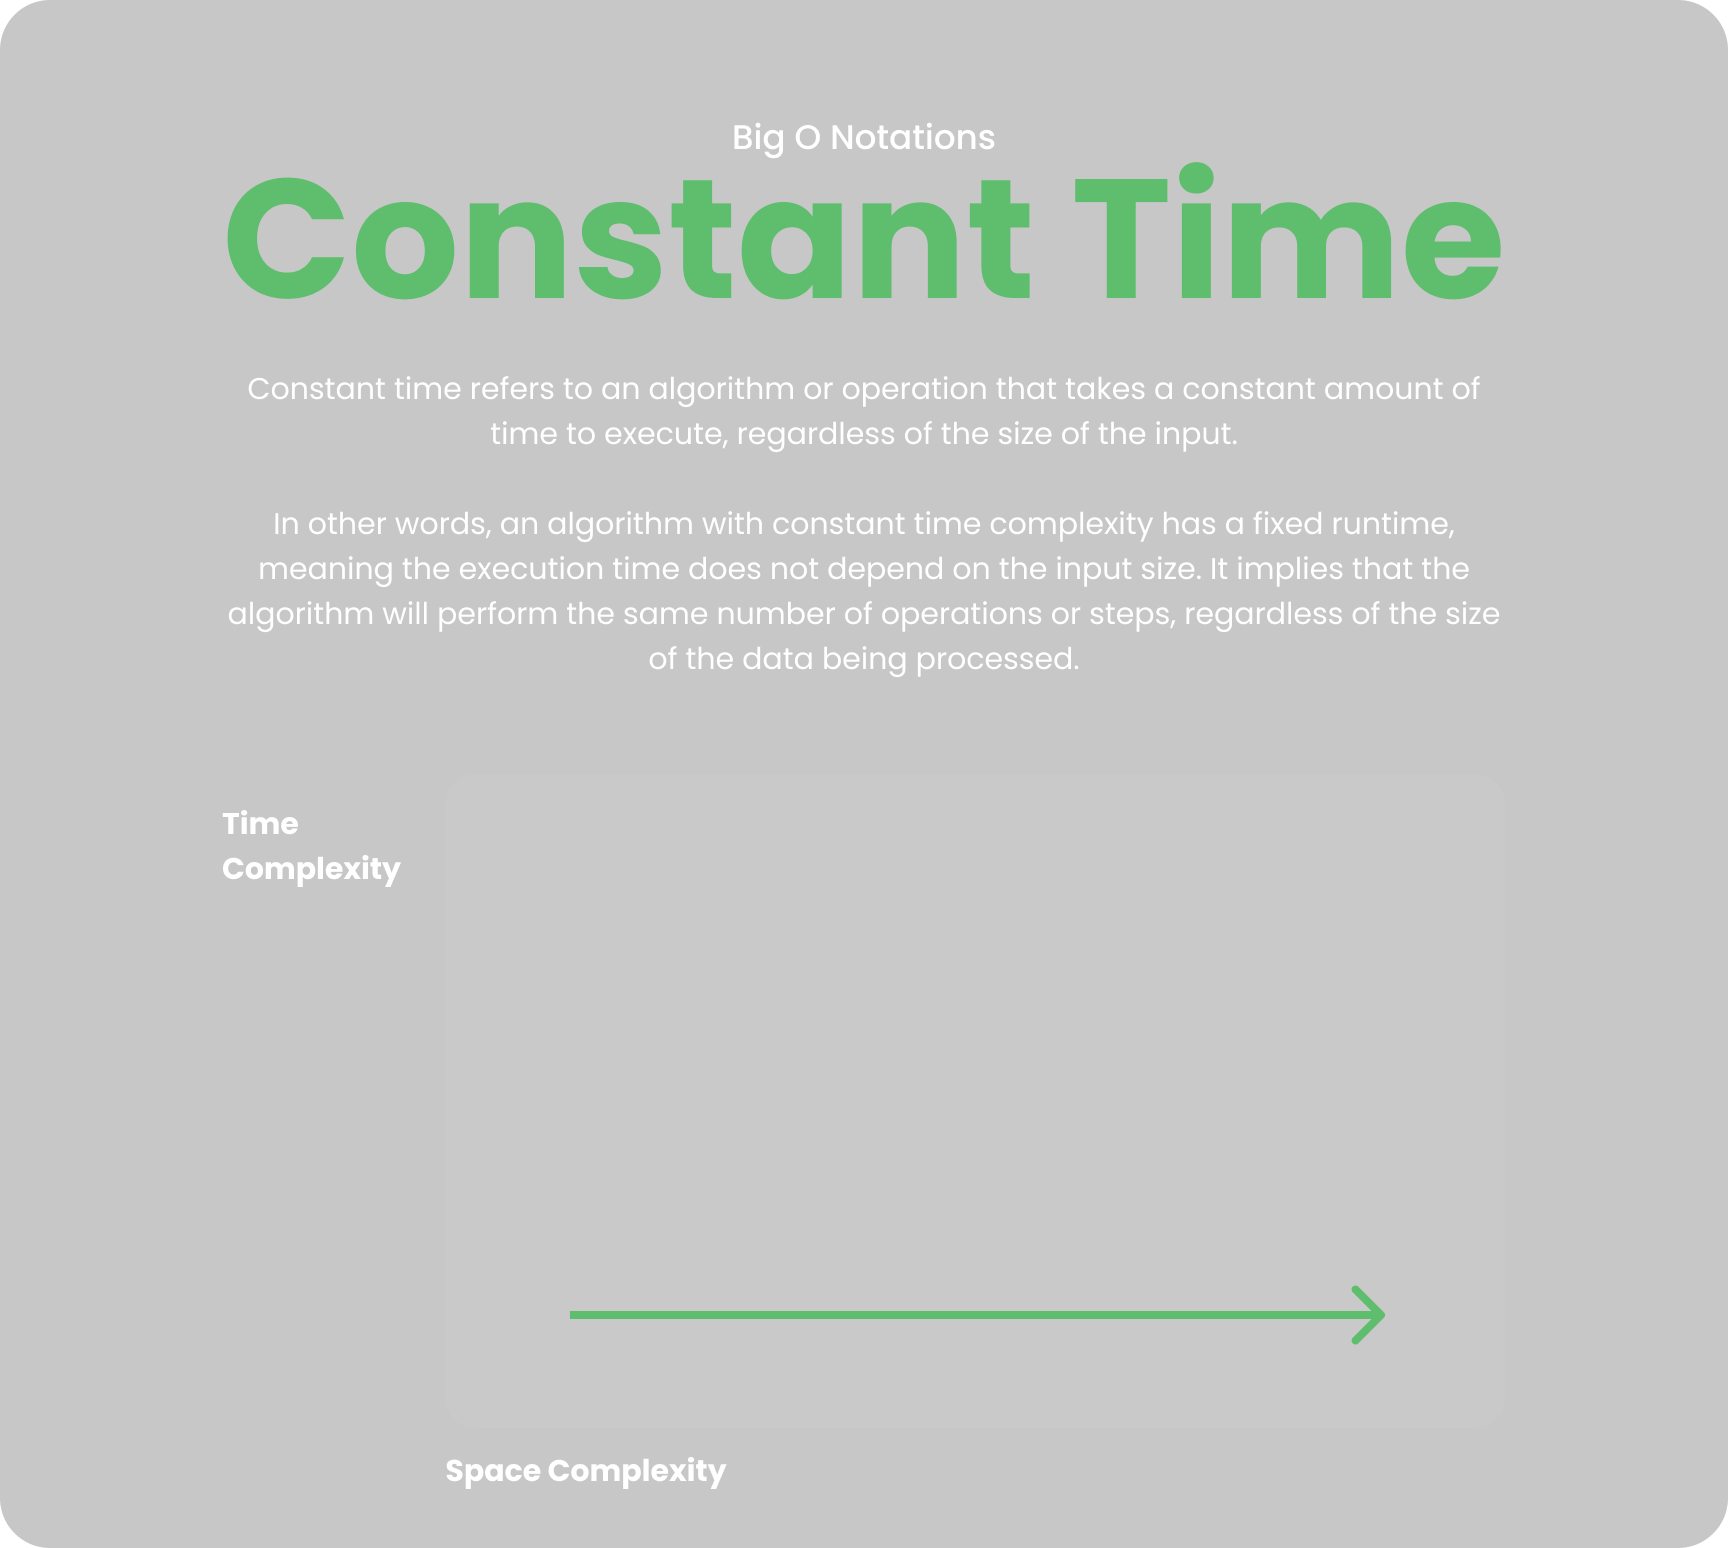 Big O Notations
Constant Time
Constant time refers to an algorithm or operation that takes a constant amount of
time to execute, regardless of the size of the input.
In other words, an algorithm with constant time complexity has a fixed runtime,
meaning the execution time does not depend on the input size. It implies that the
algorithm will perform the same number of operations or steps, regardless of the size
of the data being processed.
Time
Complexity
Space Complexity